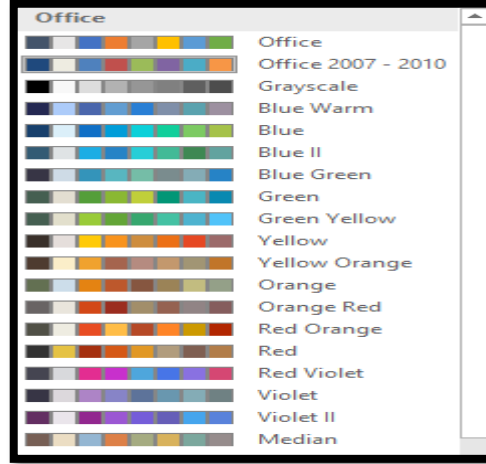 Office
Office
Office 2007 - 2010
Grayscale
Blue Warm
Blue
Blue II
Blue Green
Green
Green Yellow
Yellow
Yellow Orange
Orange
Orange Red
Red Orange
Red
Red Violet
Violet
Violet II
Median